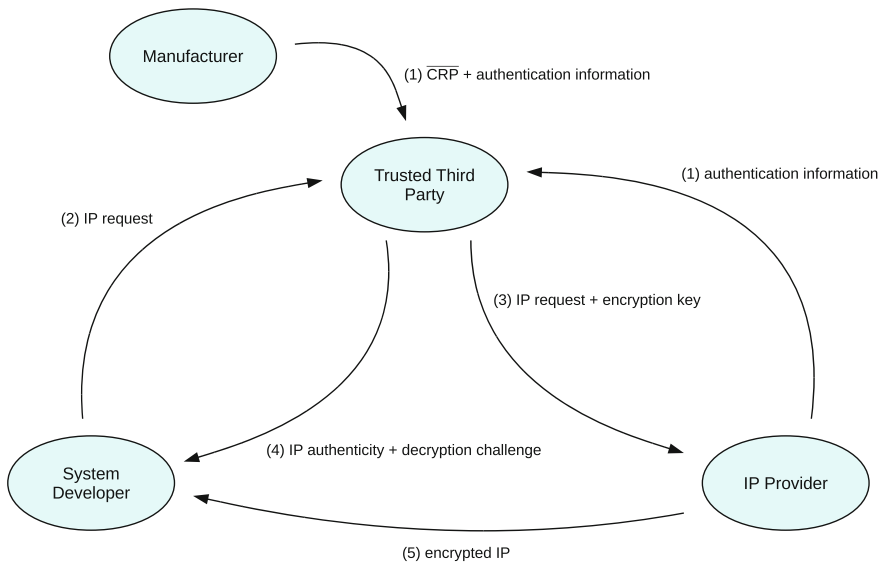 Manufacturer
(1) C̅R̅P̅ + authentication information
Trusted Third
Party
(1) authentication information
(2) IP request
(3) IP request + encryption key
(4) IP authenticity + decryption challenge
System
Developer
IP Provider
(5) encrypted IP